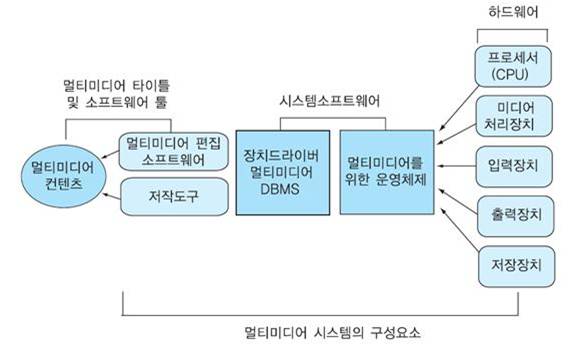 하드웨어
프로세서
(CPU)
멀티미디어 타이틀
및 소프트웨어 툴
시스템소프트웨어
미디어
처리장치
멀티미디어 편집
소프트웨어
멀티미디어
컨텐츠
저작도구
장치드라이버
멀티미디어
DBMS
멀티미디어를
위한 운영체제
입력장치
출력장치
저장장치
멀티미디어 시스템의 구성요소